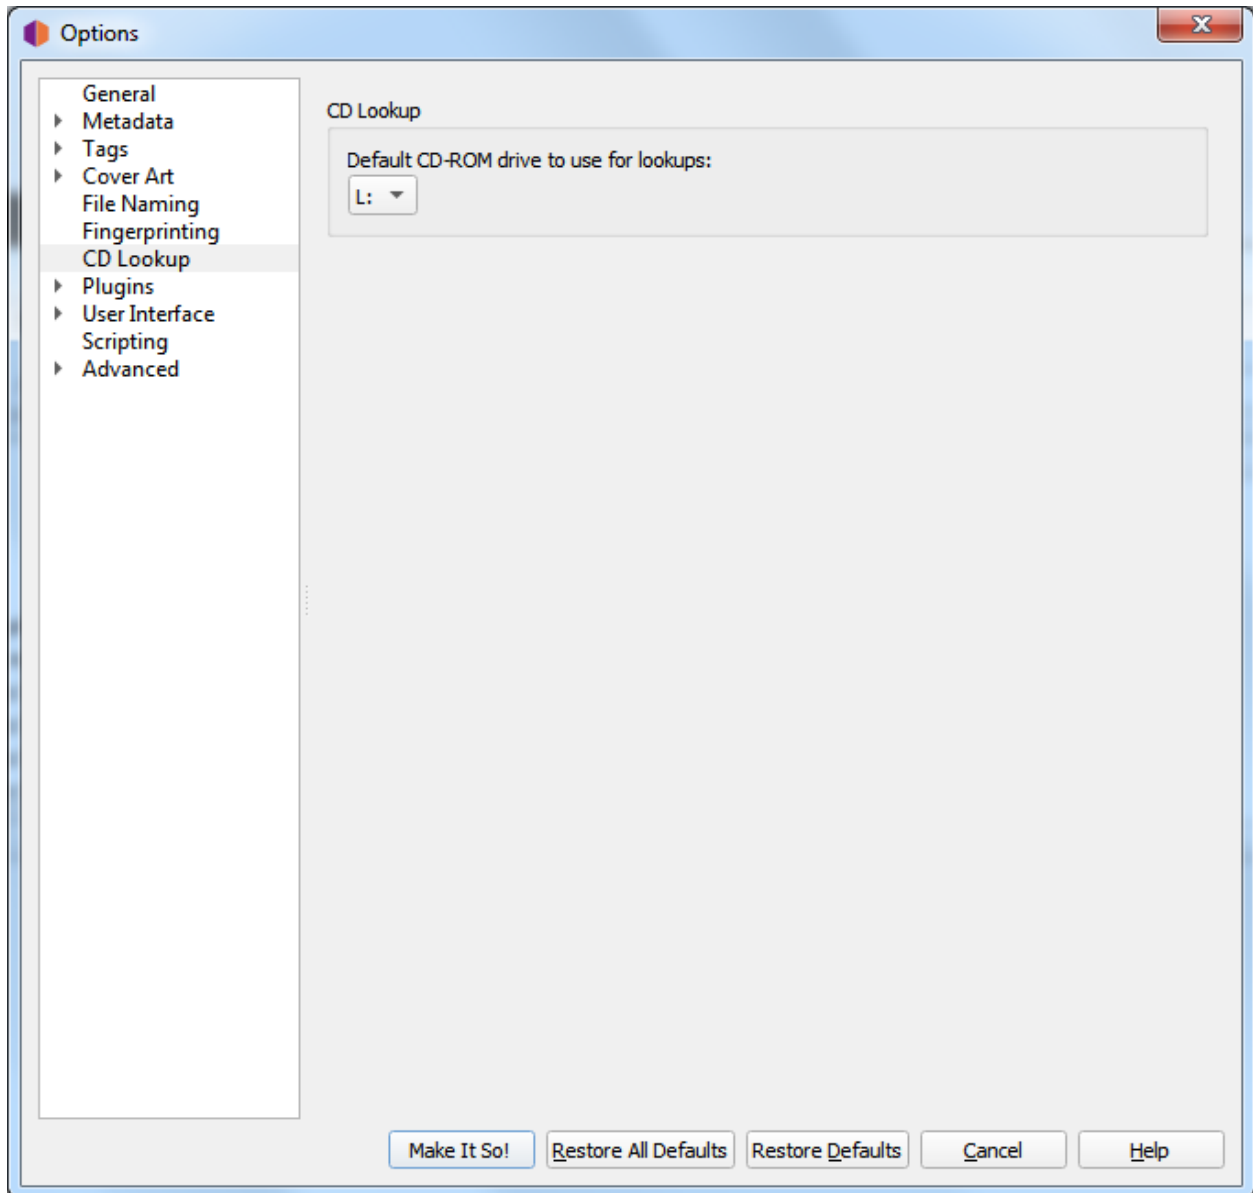 Options
General
Metadata
Tags
Cover Art
File Naming
Fingerprinting
CD Lookup
Plugins
User Interface
Scripting
Advanced
CD Lookup
Default CD-ROM drive to use for lookups:
L:
Make It So!
Restore All Defaults
Restore Defaults
Cancel
Help